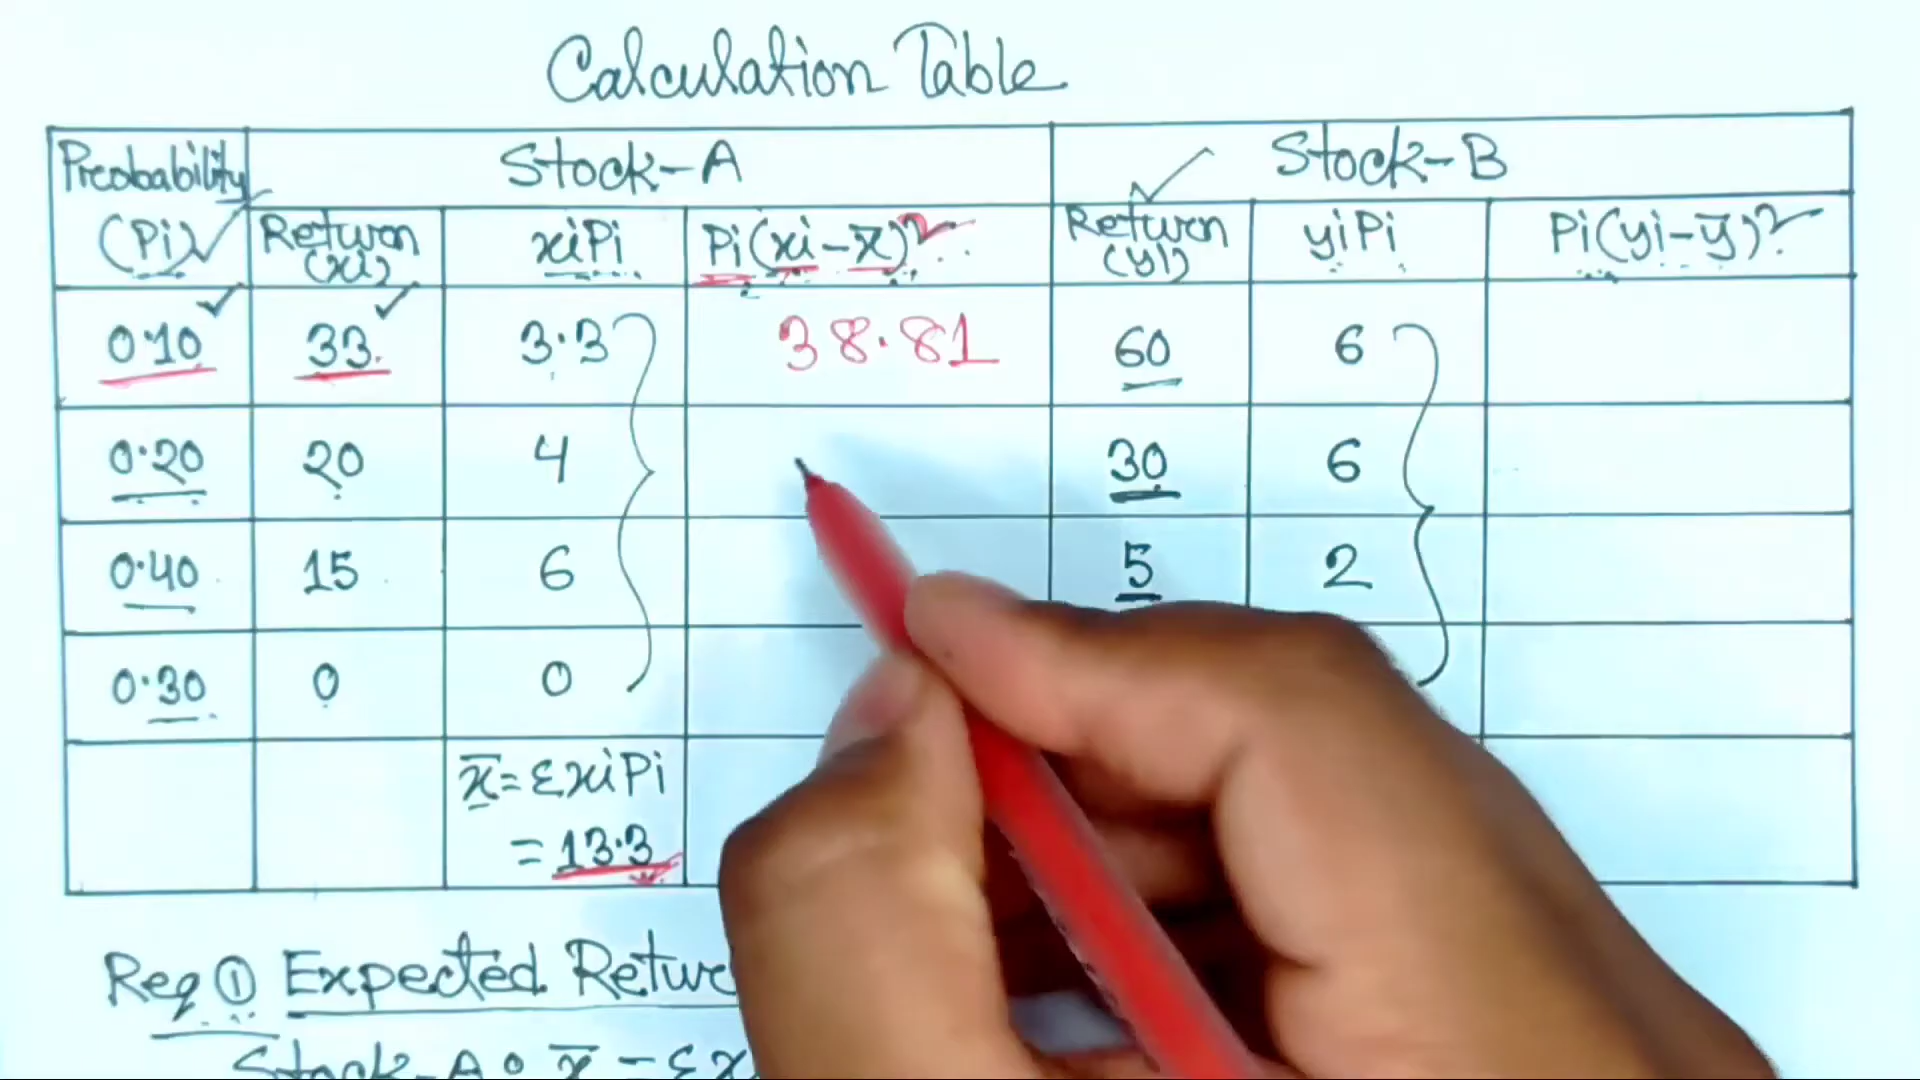 Calculation Table
Probability (Pi) Stock-A Stock-B
Return (xi) xiPi Pi(xi-x̄)² Return (yi) yiPi Pi(yi-ȳ)²
0.10 33 3.3 38.81 60 6
0.20 20 4 30 6
0.40 15 6 5 2
0.30 0 0
x̄ = ΣxiPi
= 13.3
Req ① Expected
Stock-A: x̄ = Σx